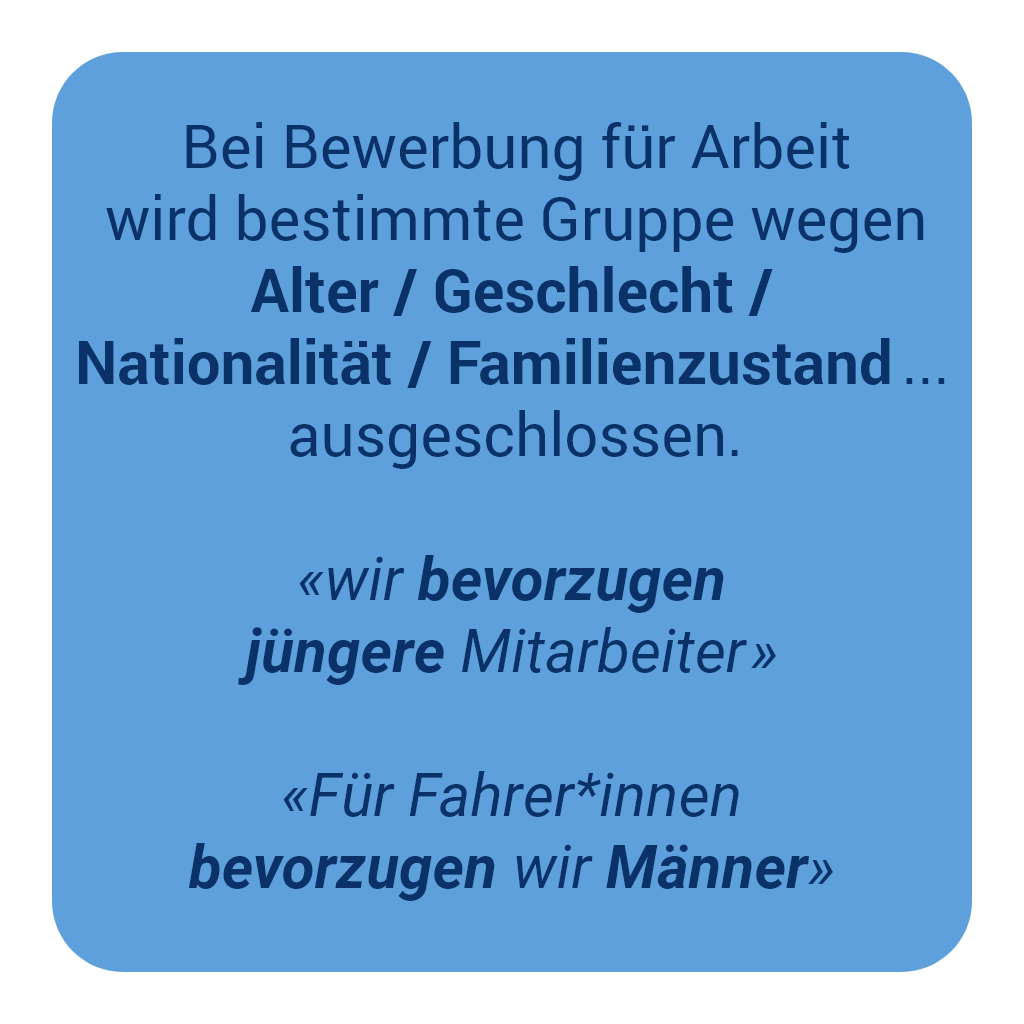 Bei Bewerbung für Arbeit
wird bestimmte Gruppe wegen
Alter / Geschlecht /
Nationalität / Familienzustand ...
ausgeschlossen.
«wir bevorzugen
jüngere Mitarbeiter»
«Für Fahrer*innen
bevorzugen wir Männer»